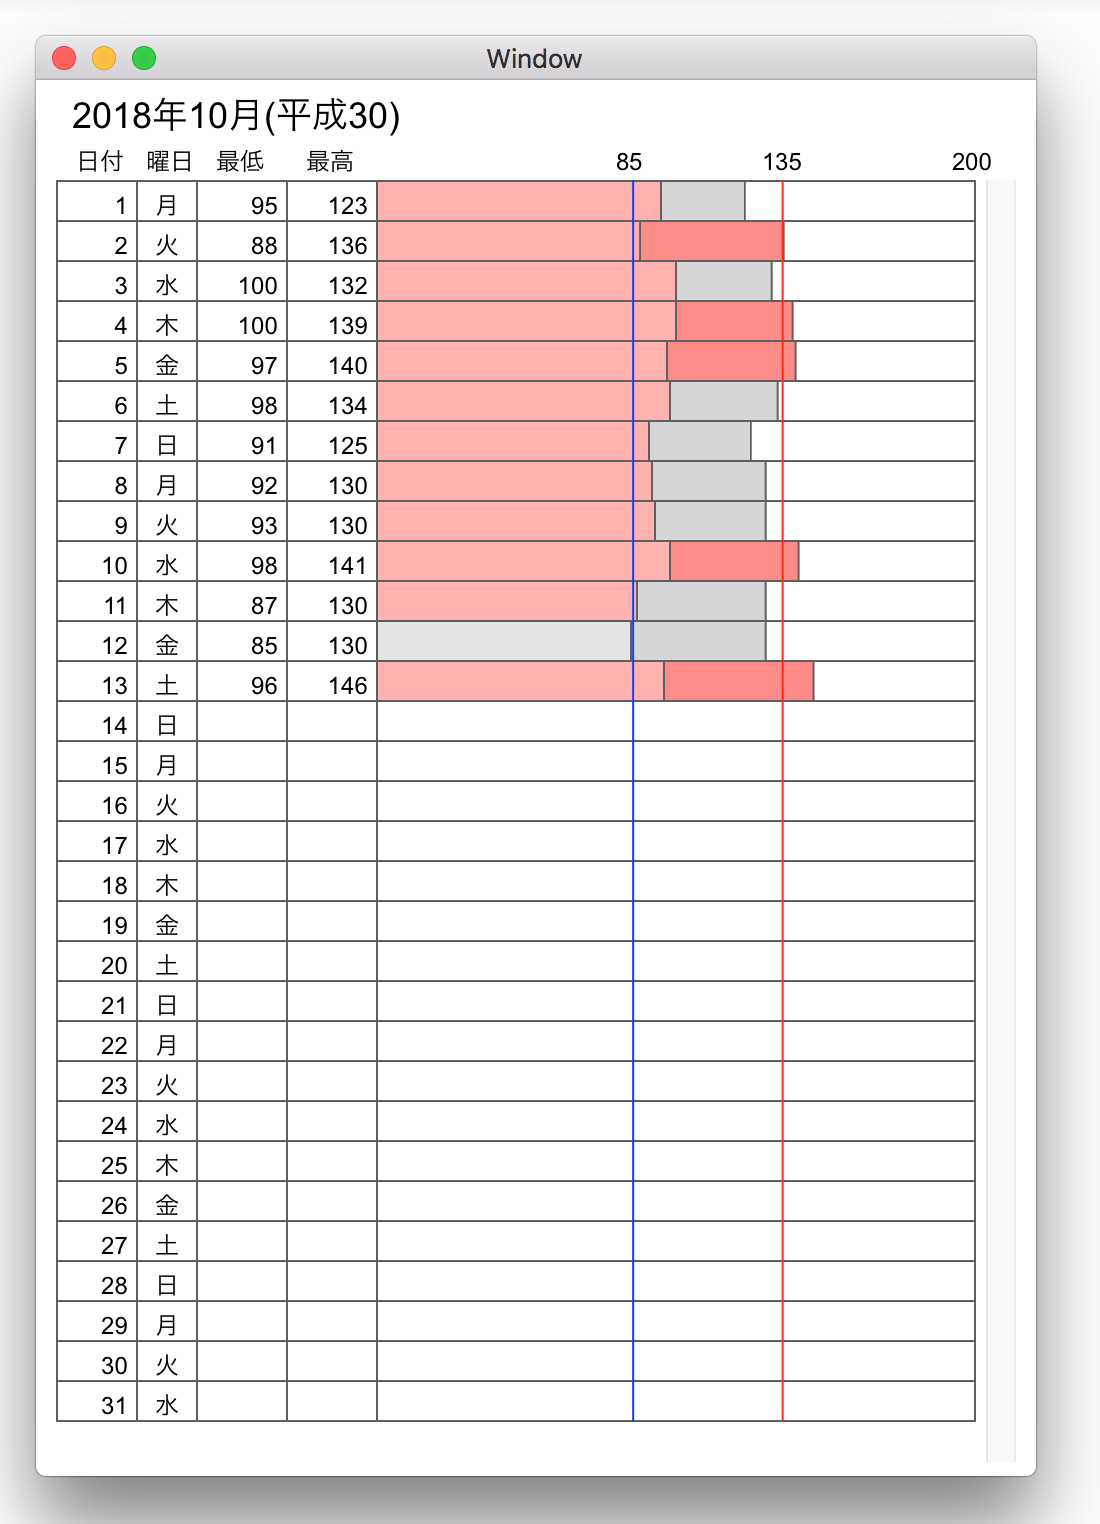 Window
2018年10月(平成30)
日付 曜日 最低 最高 85 135 200
1 月 95 123
2 火 88 136
3 水 100 132
4 木 100 139
5 金 97 140
6 土 98 134
7 日 91 125
8 月 92 130
9 火 93 130
10 水 98 141
11 木 87 130
12 金 85 130
13 土 96 146
14 日
15 月
16 火
17 水
18 木
19 金
20 土
21 日
22 月
23 火
24 水
25 木
26 金
27 土
28 日
29 月
30 火
31 水